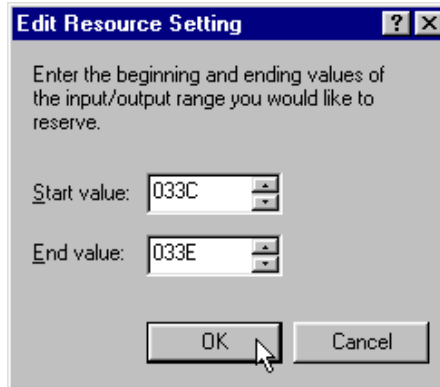 Edit Resource Setting
Enter the beginning and ending values of
the input/output range you would like to
reserve.
Start value: 033C
End value: 033E
OK Cancel